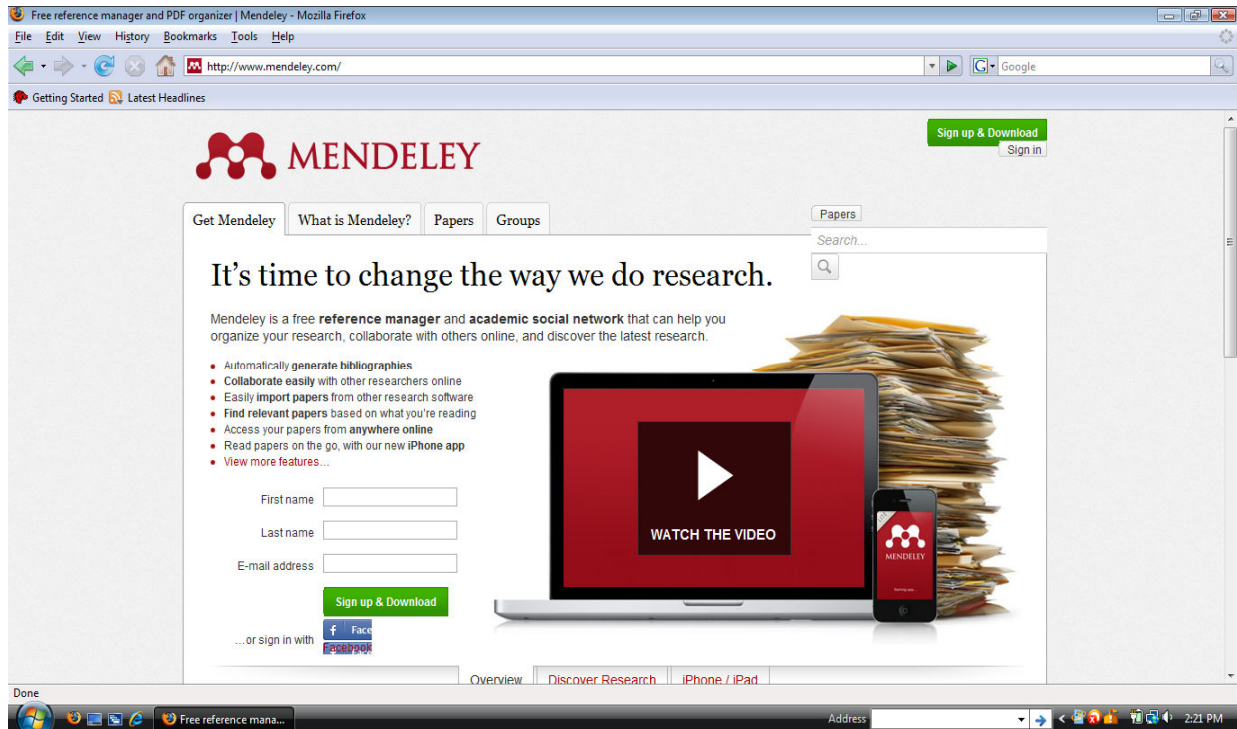 Free reference manager and PDF organizer | Mendeley - Mozilla Firefox
File Edit View History Bookmarks Tools Help
http://www.mendeley.com/
G Google
Getting Started Latest Headlines
Sign up & Download
Sign in
MENDELEY
Get Mendeley What is Mendeley? Papers Groups
Papers
Search...
It's time to change the way we do research.
Mendeley is a free reference manager and academic social network that can help you
organize your research, collaborate with others online, and discover the latest research.
• Automatically generate bibliographies
• Collaborate easily with other researchers online
• Easily import papers from other research software
• Find relevant papers based on what you're reading
• Access your papers from anywhere online
• Read papers on the go, with our new iPhone app
• View more features...
First name
Last name
E-mail address
Sign up & Download
...or sign in with
f Face
Facebook
WATCH THE VIDEO
MENDELEY
Overview Discover Research iPhone / iPad
Done
Free reference mana...
Address
2:21 PM